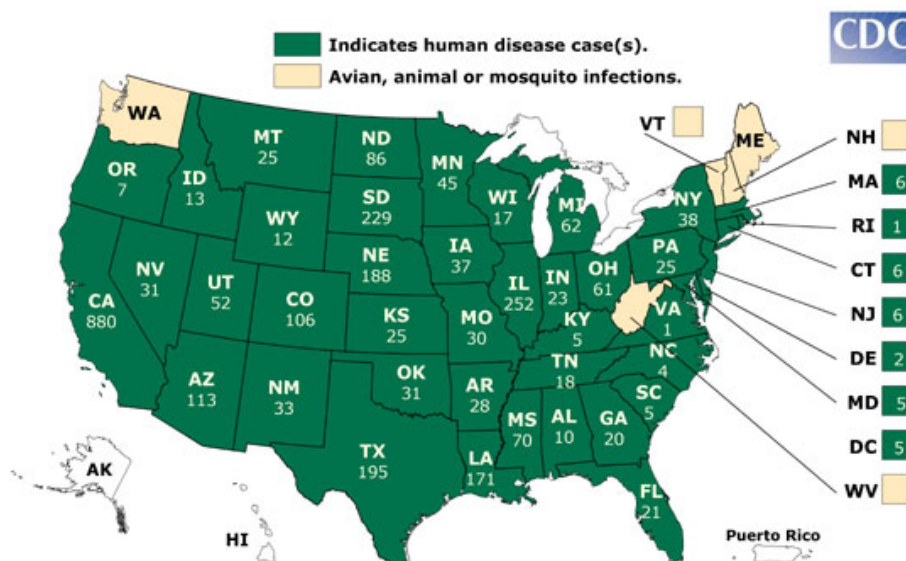 Indicates human disease case(s).
CDC
Avian, animal or mosquito infections.
WA
MT
25
ND
86
MN
45
VT
ME
NH
OR
7
ID
13
SD
229
WI
17
MI
62
NY
38
MA 6
WY
12
RI 1
NE
188
IA
37
PA
25
CT 6
NV
31
UT
52
CO
106
IL
252
IN
23
OH
61
NJ 6
CA
880
KS
25
MO
30
KY
5
VA
1
DE 2
AZ
113
NM
33
OK
31
AR
28
TN
18
NC
4
MD 5
MS
70
AL
10
GA
20
SC
5
DC 5
TX
195
LA
171
FL
21
WV
AK
HI
Puerto Rico